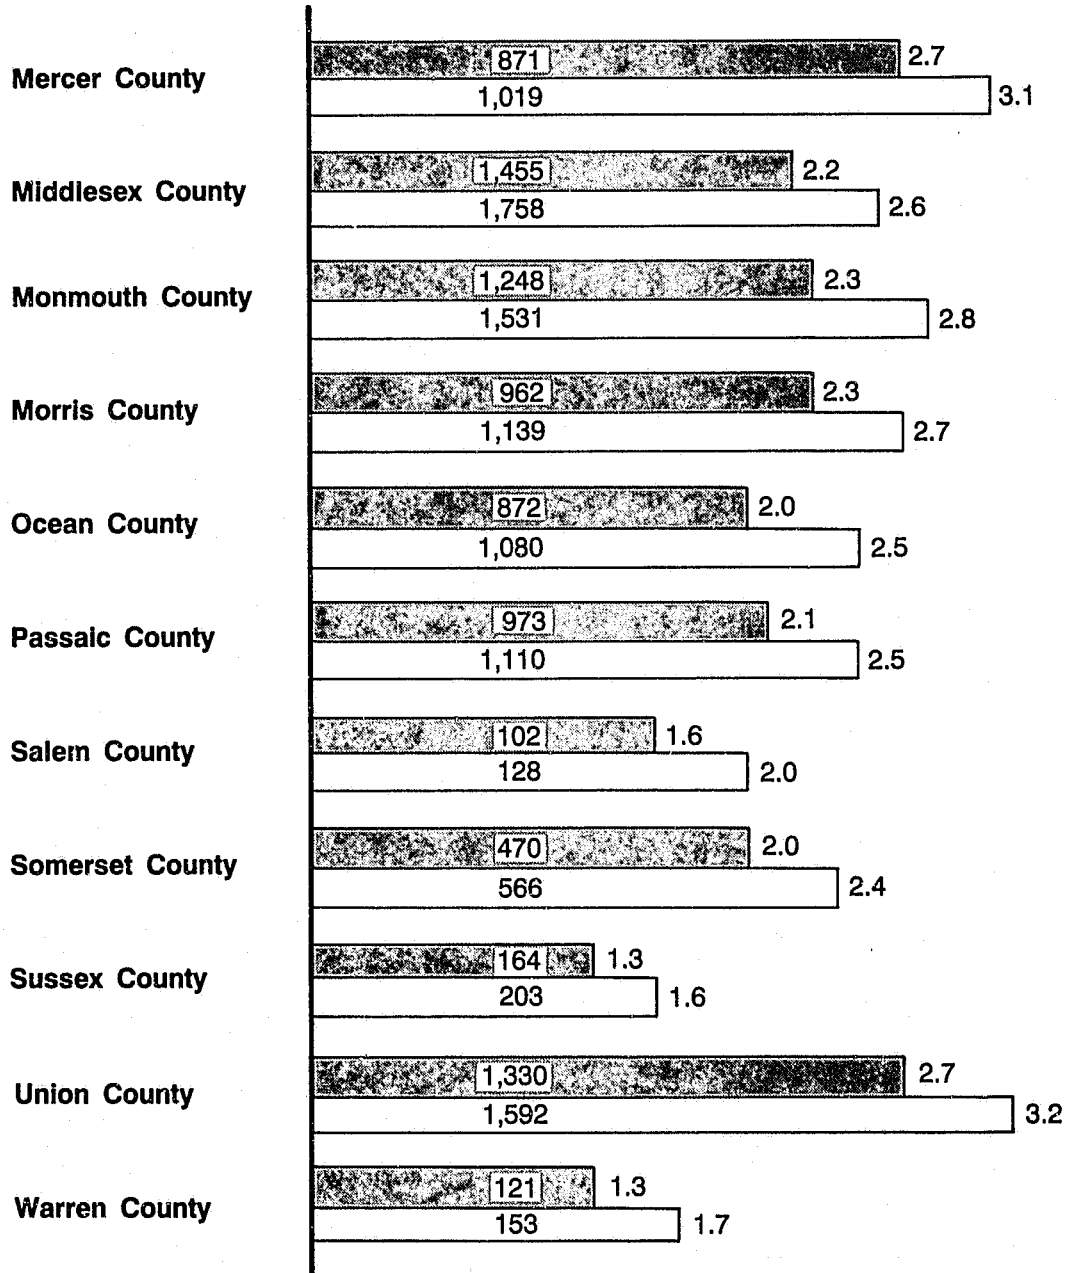 871 2.7
Mercer County
1,019 3.1
1,455 2.2
Middlesex County
1,758 2.6
1,248 2.3
Monmouth County
1,531 2.8
962 2.3
Morris County
1,139 2.7
872 2.0
Ocean County
1,080 2.5
973 2.1
Passaic County
1,110 2.5
102 1.6
Salem County
128 2.0
470 2.0
Somerset County
566 2.4
164 1.3
Sussex County
203 1.6
1,330 2.7
Union County
1,592 3.2
121 1.3
Warren County
153 1.7